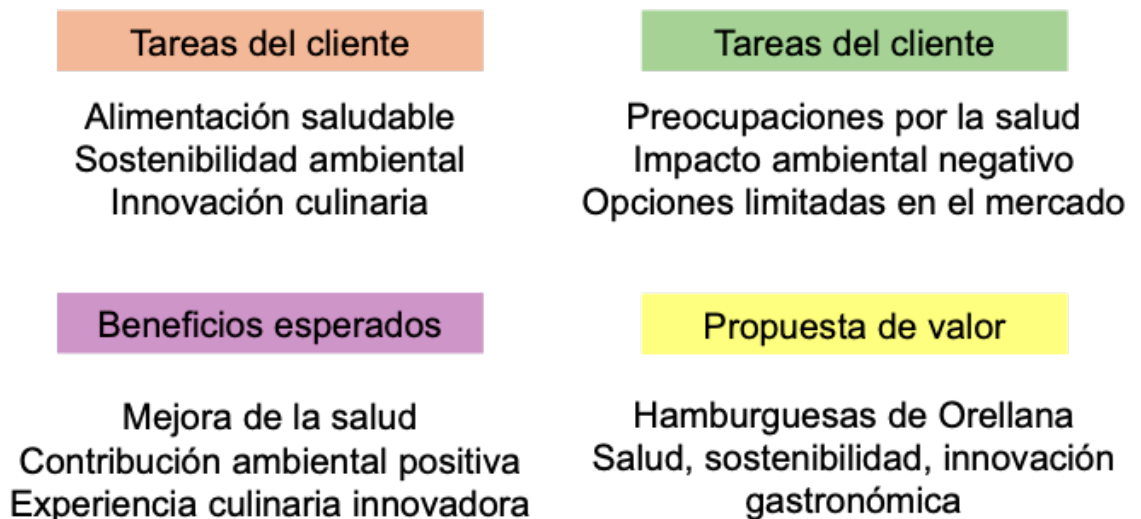 Tareas del cliente
Alimentación saludable
Sostenibilidad ambiental
Innovación culinaria
Tareas del cliente
Preocupaciones por la salud
Impacto ambiental negativo
Opciones limitadas en el mercado
Beneficios esperados
Mejora de la salud
Contribución ambiental positiva
Experiencia culinaria innovadora
Propuesta de valor
Hamburguesas de Orellana
Salud, sostenibilidad, innovación
gastronómica